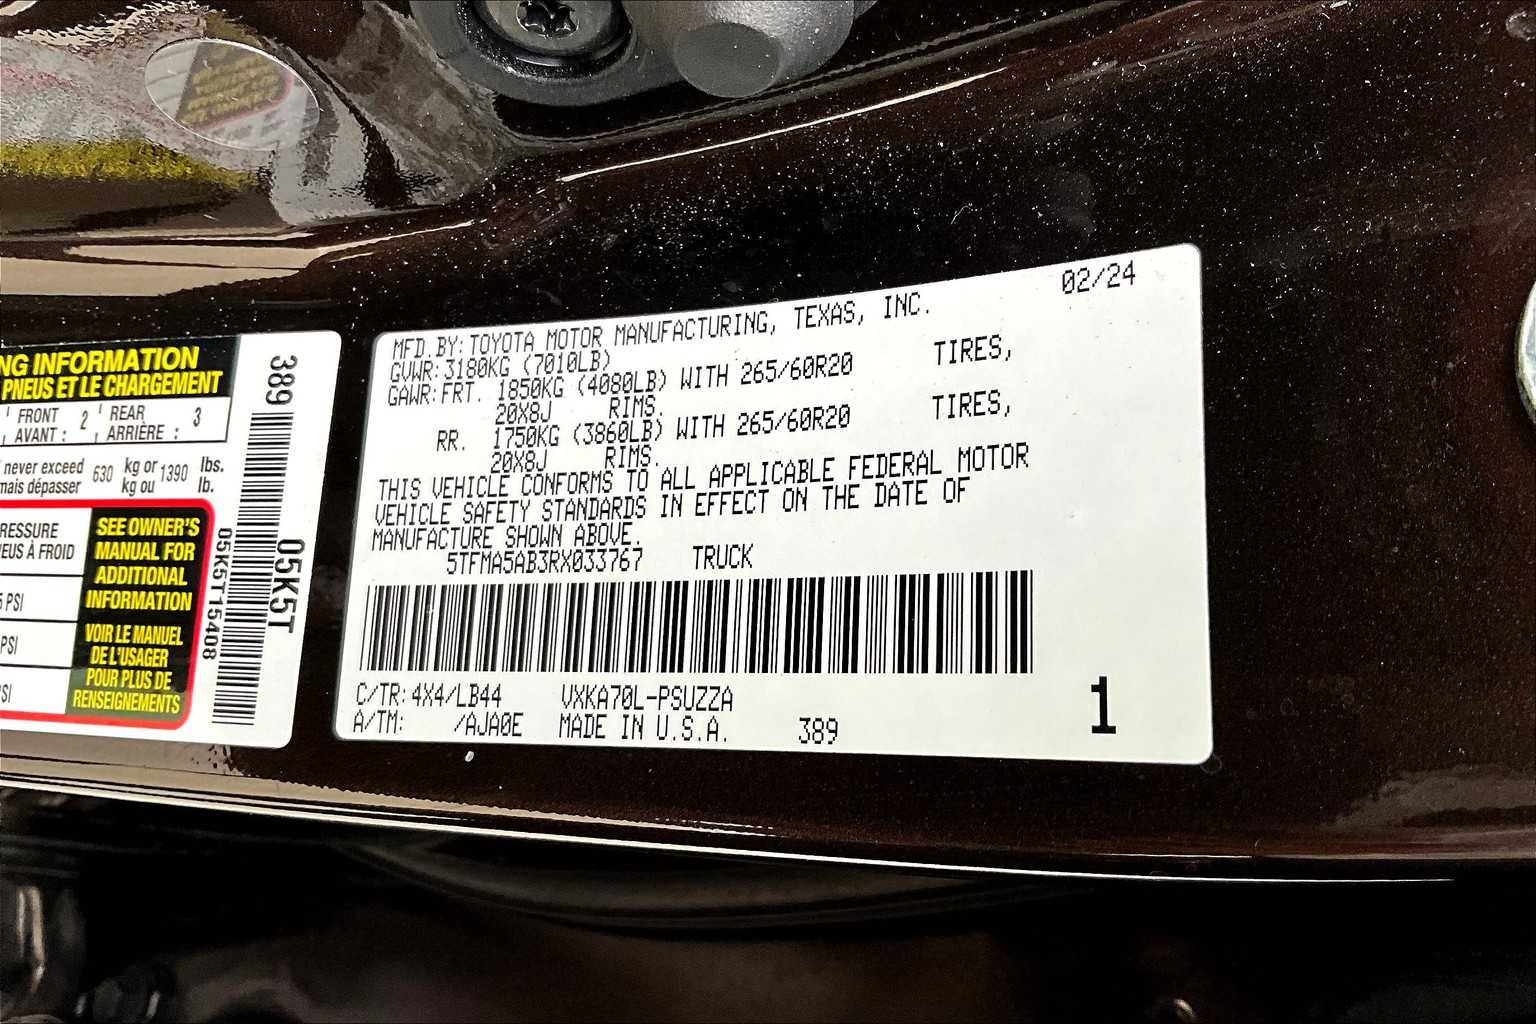 NG INFORMATION
PNEUS ET LE CHARGEMENT
FRONT
AVANT :
2
REAR
ARRIÈRE :
3
never exceed
mais dépasser
630
kg or
kg ou
1390
lbs.
lb.
RESSURE
EUS À FROID
5 PSI
PSI
SI
SEE OWNER'S
MANUAL FOR
ADDITIONAL
INFORMATION
VOIR LE MANUEL
DE L'USAGER
POUR PLUS DE
RENSEIGNEMENTS
389
05K5T
05K5T15408
02/24
MFD.BY:TOYOTA MOTOR MANUFACTURING, TEXAS, INC.
GVWR:3180KG (7010LB)
GAWR:FRT. 1850KG (4080LB) WITH 265/60R20 TIRES,
20X8J RIMS.
RR. 1750KG (3860LB) WITH 265/60R20 TIRES,
20X8J RIMS.
THIS VEHICLE CONFORMS TO ALL APPLICABLE FEDERAL MOTOR
VEHICLE SAFETY STANDARDS IN EFFECT ON THE DATE OF
MANUFACTURE SHOWN ABOVE.
5TFMA5AB3RX033767 TRUCK
C/TR:4X4/LB44 VXKA70L-PSUZZA
A/TM: /AJA0E MADE IN U.S.A. 389
1